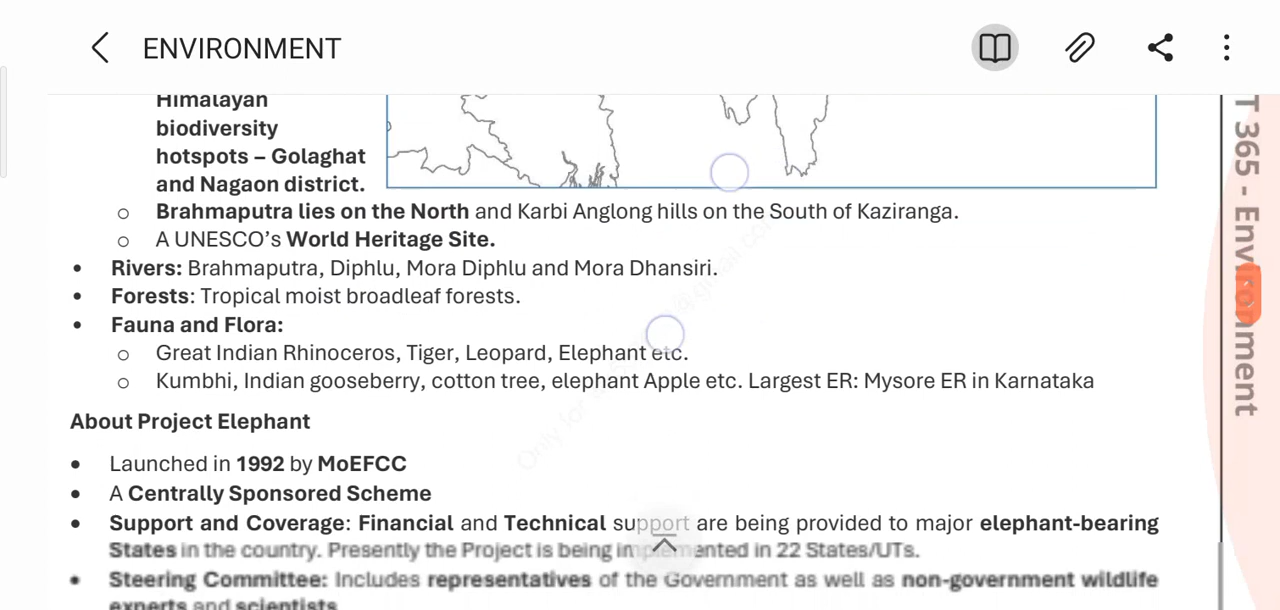 ENVIRONMENT
Himalayan
biodiversity
hotspots – Golaghat
and Nagaon district.
o Brahmaputra lies on the North and Karbi Anglong hills on the South of Kaziranga.
o A UNESCO’s World Heritage Site.
• Rivers: Brahmaputra, Diphlu, Mora Diphlu and Mora Dhansiri.
• Forests: Tropical moist broadleaf forests.
• Fauna and Flora:
o Great Indian Rhinoceros, Tiger, Leopard, Elephant etc.
o Kumbhi, Indian gooseberry, cotton tree, elephant Apple etc. Largest ER: Mysore ER in Karnataka
About Project Elephant
• Launched in 1992 by MoEFCC
• A Centrally Sponsored Scheme
• Support and Coverage: Financial and Technical support are being provided to major elephant-bearing
States in the country. Presently the Project is being implemented in 22 States/UTs.
• Steering Committee: Includes representatives of the Government as well as non-government wildlife
experts and scientists
T 365 - Environment